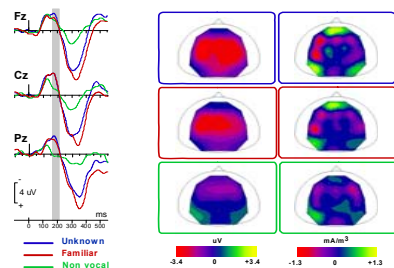 Fz
Cz
Pz
-
4 uV
+
ms
0 100 200 300 400 500
Unknown
Familiar
Non vocal
uV
-3.4 0 +3.4
mA/m³
-1.3 0 +1.3